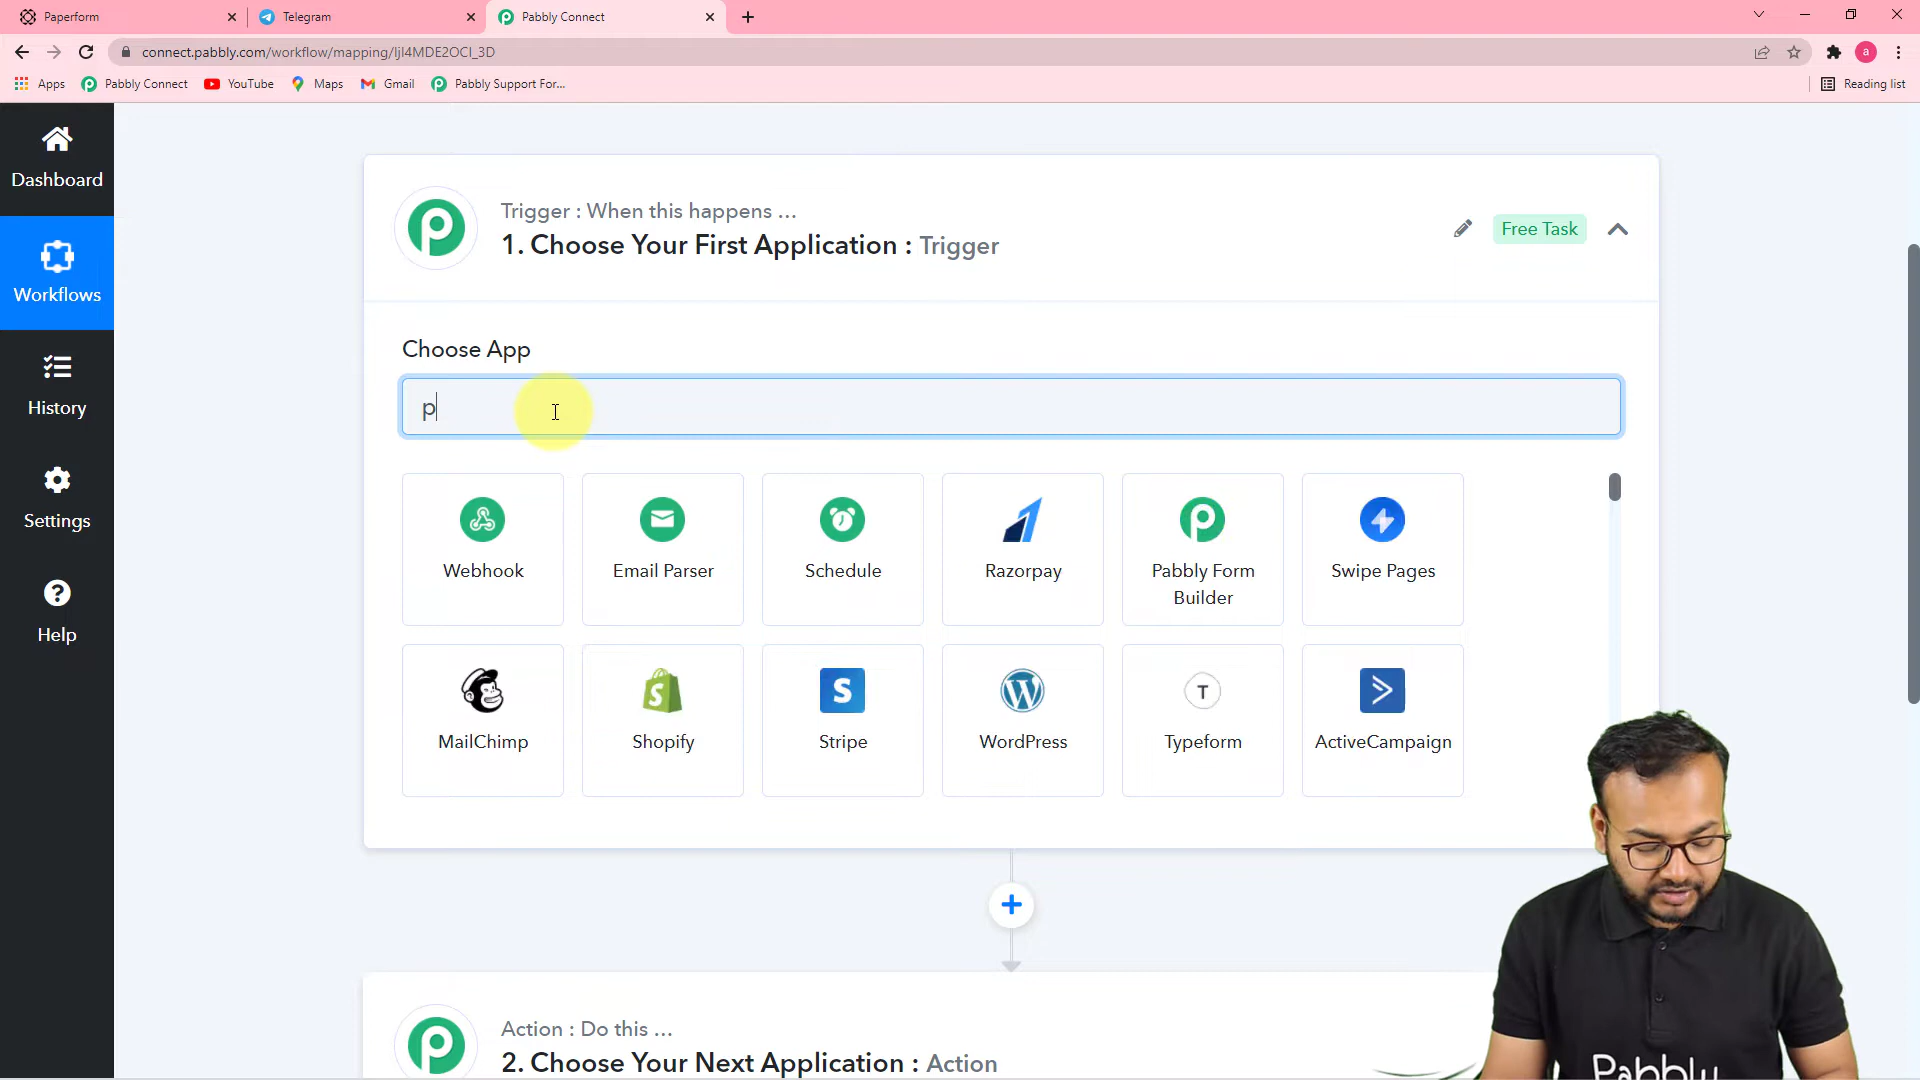 Paperform
Telegram
Pabbly Connect
connect.pabbly.com/workflow/mapping/IjI4MDE2OCI_3D
a
Apps
Pabbly Connect
YouTube
Maps
Gmail
Pabbly Support For...
Reading list
Dashboard
Workflows
History
Settings
Help
Trigger : When this happens ...
1. Choose Your First Application : Trigger
Free Task
Choose App
p
Webhook
Email Parser
Schedule
Razorpay
Pabbly Form
Builder
Swipe Pages
MailChimp
Shopify
Stripe
WordPress
Typeform
ActiveCampaign
Action : Do this ...
2. Choose Your Next Application : Action
Pabbly